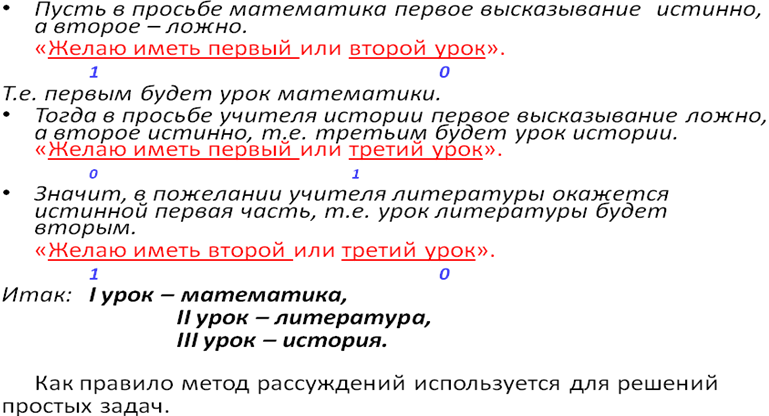 • Пусть в просьбе математика первое высказывание истинно,
а второе – ложно.
«Желаю иметь первый или второй урок».
1 0
Т.е. первым будет урок математики.
• Тогда в просьбе учителя истории первое высказывание ложно,
а второе истинно, т.е. третьим будет урок истории.
«Желаю иметь первый или третий урок».
0 1
• Значит, в пожелании учителя литературы окажется
истинной первая часть, т.е. урок литературы будет
вторым.
«Желаю иметь второй или третий урок».
1 0
Итак: I урок – математика,
II урок – литература,
III урок – история.
Как правило метод рассуждений используется для решений
простых задач.